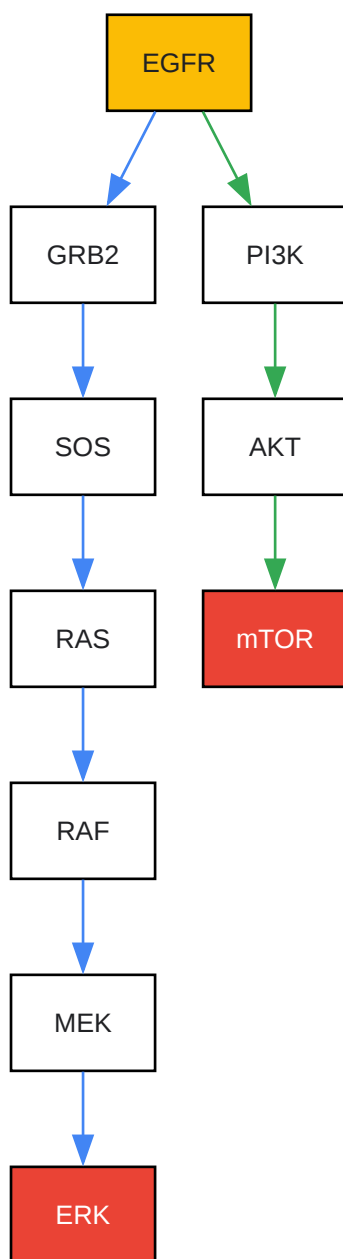 EGFR
GRB2
PI3K
SOS
AKT
RAS
mTOR
RAF
MEK
ERK